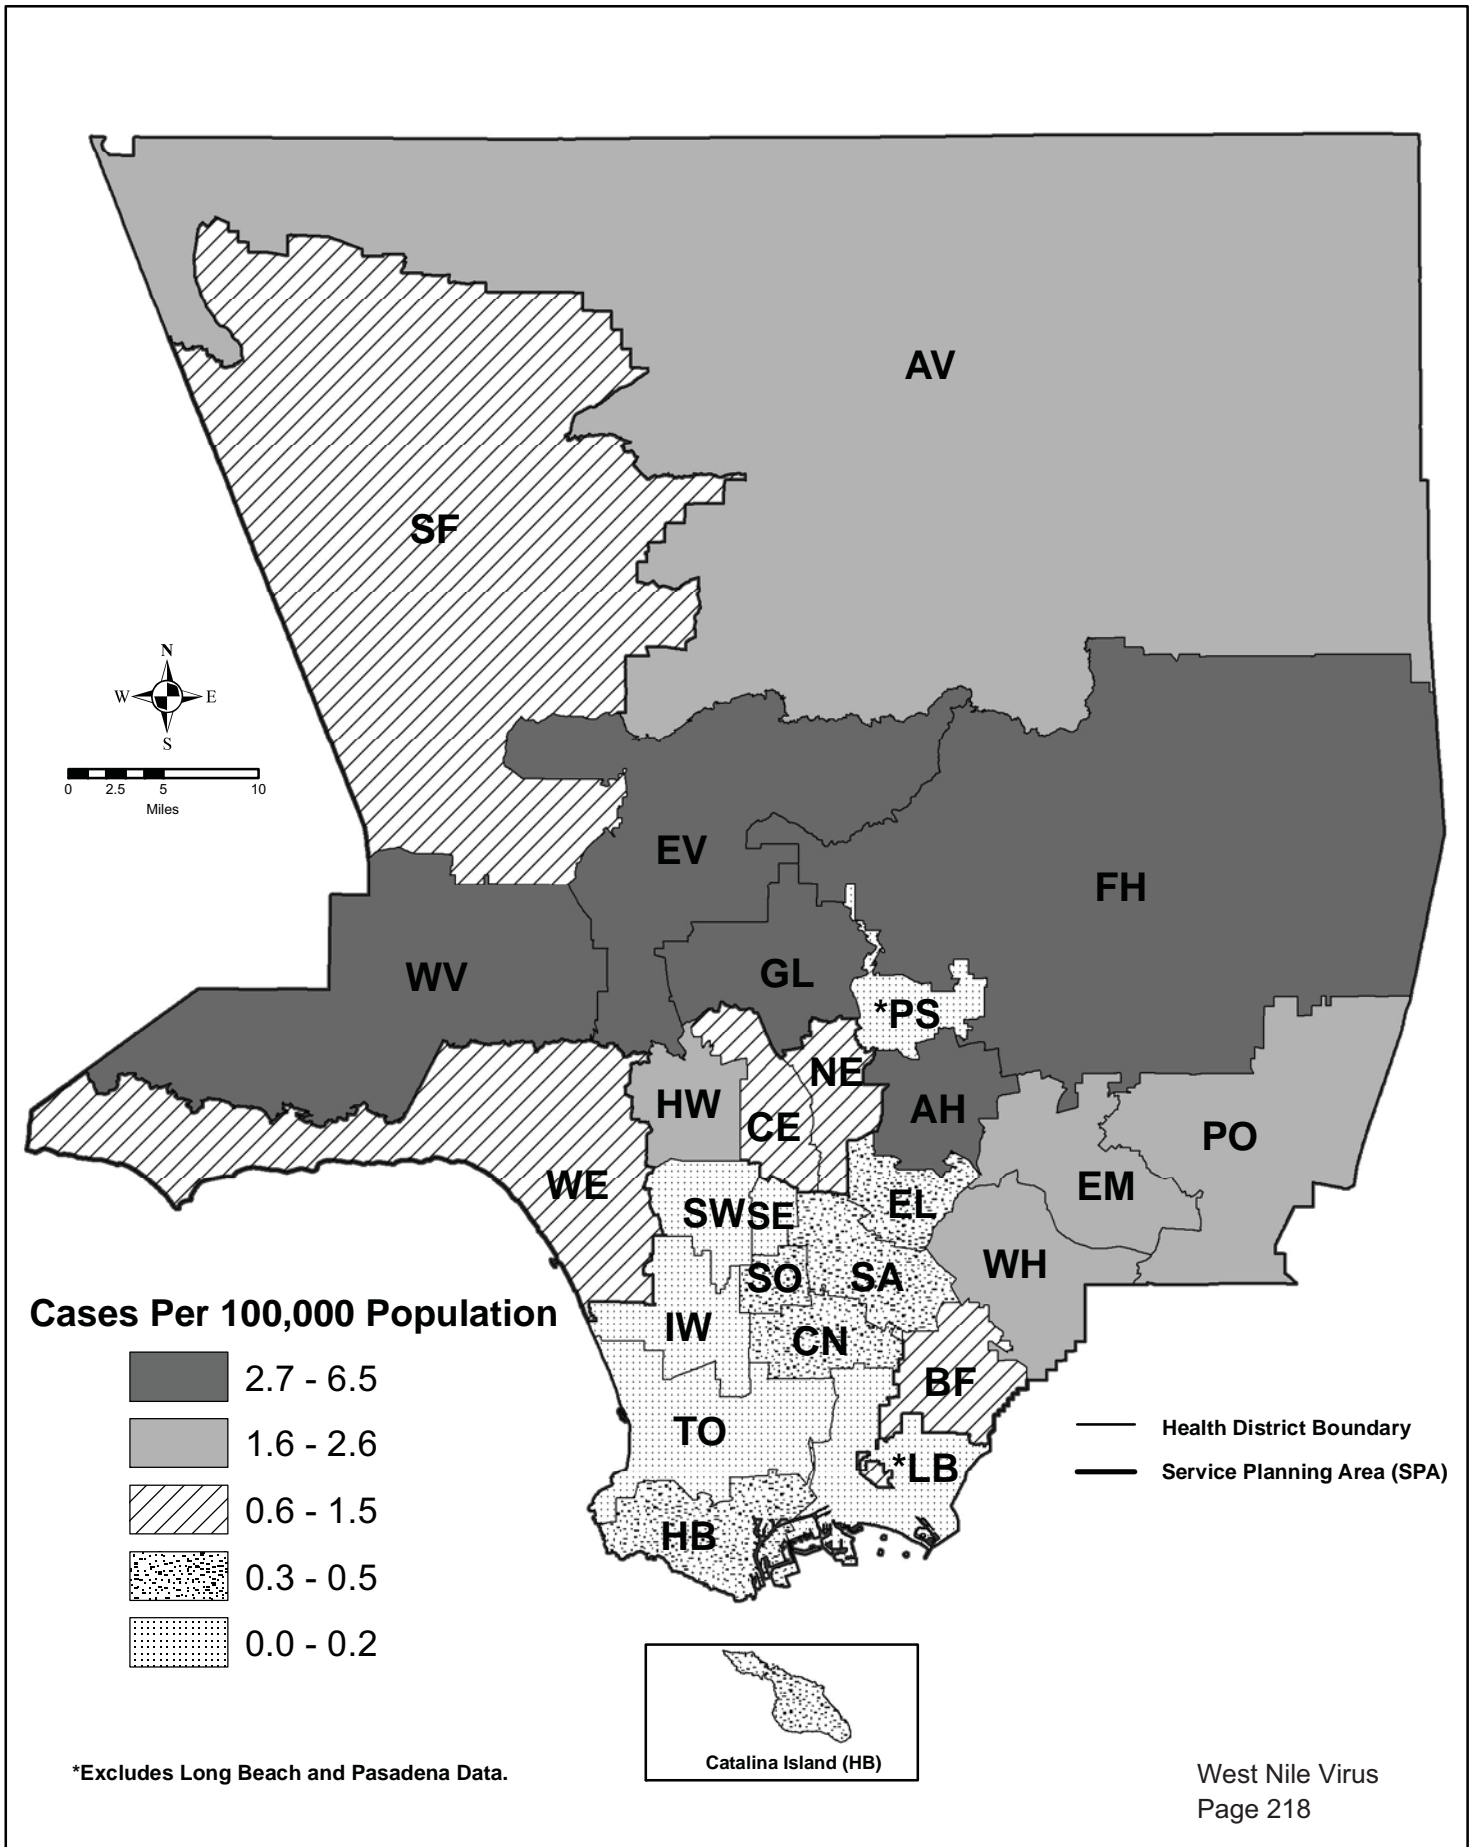 AV
SF
N
W E
S
0 2.5 5 10
Miles
EV
FH
WV
GL
*PS
NE
HW
AH
CE
PO
WE
EM
EL
SW
SE
WH
SO
SA
Cases Per 100,000 Population
IW
CN
2.7 - 6.5
BF
1.6 - 2.6
TO
Health District Boundary
*LB
Service Planning Area (SPA)
0.6 - 1.5
HB
0.3 - 0.5
0.0 - 0.2
Catalina Island (HB)
*Excludes Long Beach and Pasadena Data.
West Nile Virus
Page 218